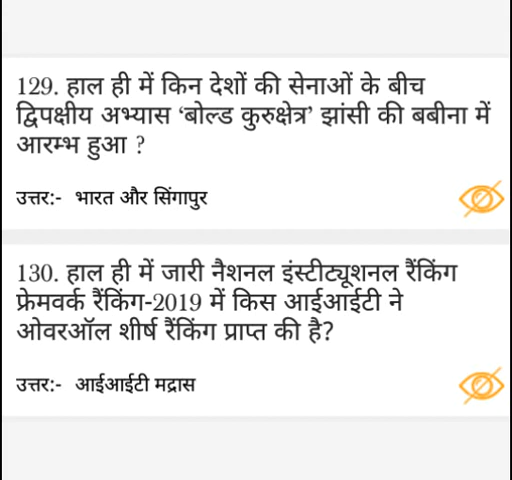 129. हाल ही में किन देशों की सेनाओं के बीच
द्विपक्षीय अभ्यास ‘बोल्ड कुरुक्षेत्र’ झांसी की बबीना में
आरम्भ हुआ ?
उत्तर:- भारत और सिंगापुर
130. हाल ही में जारी नैशनल इंस्टीट्यूशनल रैंकिंग
फ्रेमवर्क रैंकिंग-2019 में किस आईआईटी ने
ओवरऑल शीर्ष रैंकिंग प्राप्त की है?
उत्तर:- आईआईटी मद्रास